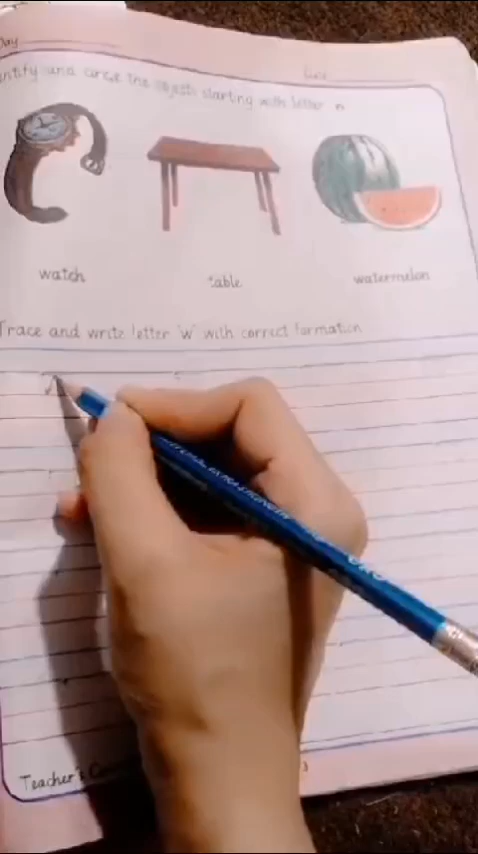 Day
Date
and circle the objects starting with letter
watch
table
watermelon
Trace and write letter 'w' with correct formation
Teacher's
3